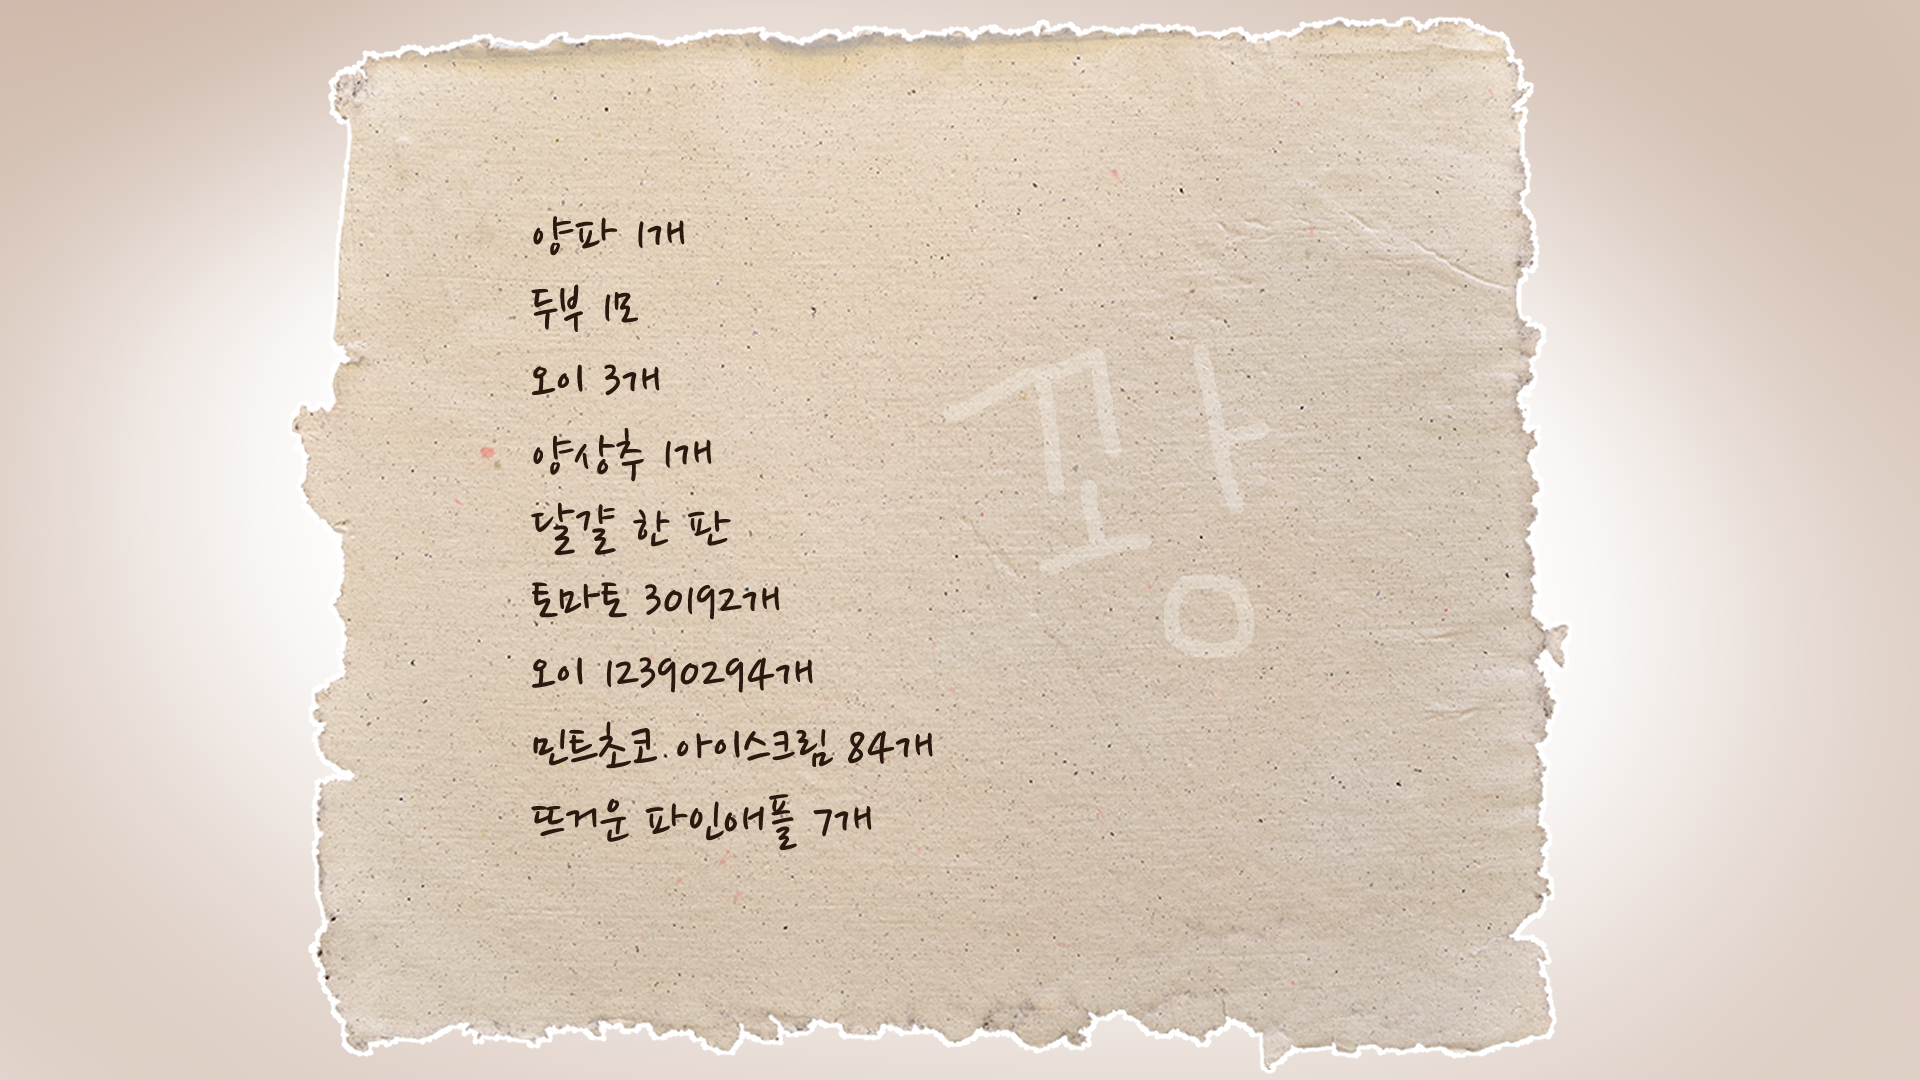 양파 1개
두부 1모
오이 3개
양상추 1개
달걀 한 판
토마토 30192개
오이 12390294개
민트초코.아이스크림 84개
뜨거운 파인애플 7개
꽝